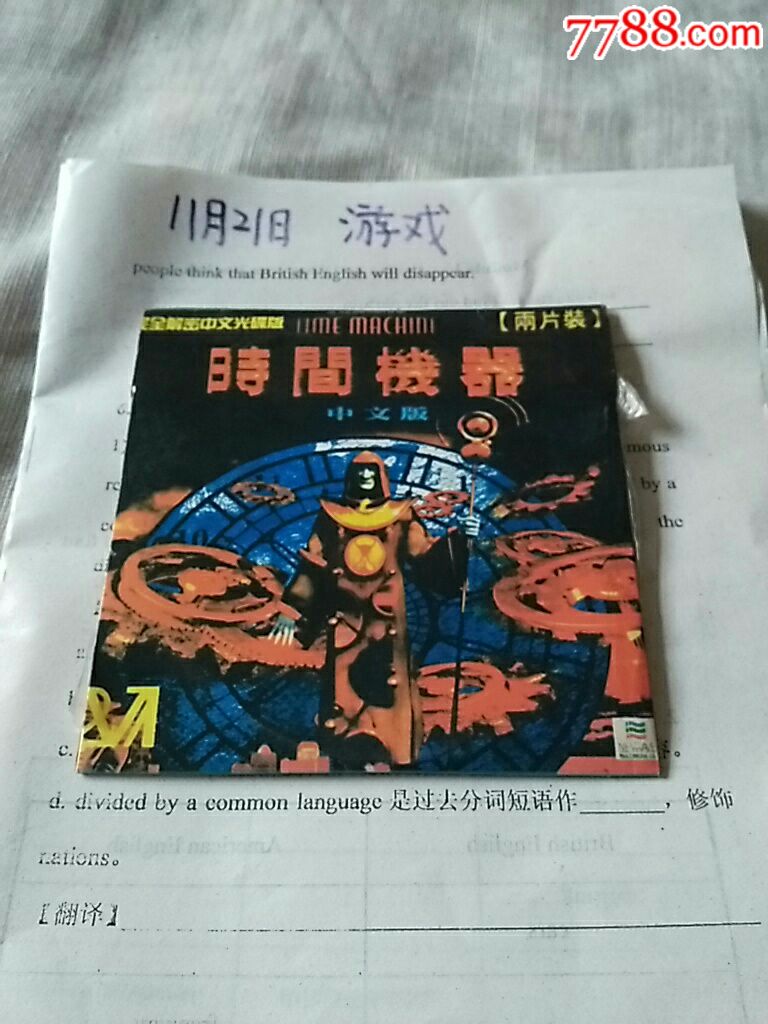 7788.com
11月21日 游戏
people think that British English will disappear.
完全解密中文光碟版 TIME MACHINE 【兩片裝】
時間機器
中文版
mous
by a
the
c.
d. divided by a common language 是过去分词短语作______，修饰
nations。
【翻译】